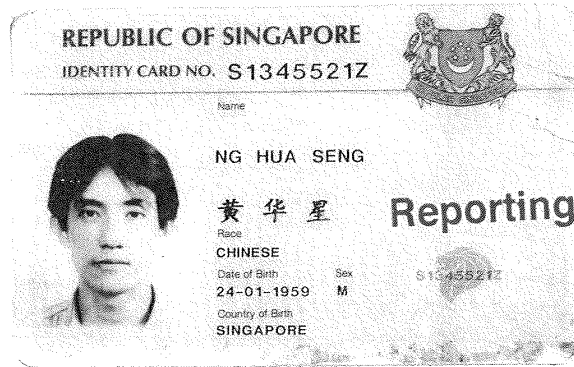 REPUBLIC OF SINGAPORE
IDENTITY CARD NO. S1345521Z
Name
NG HUA SENG
黄华星
Race
CHINESE
Date of Birth Sex
24-01-1959 M
Country of Birth
SINGAPORE
Reporting
S1345521Z